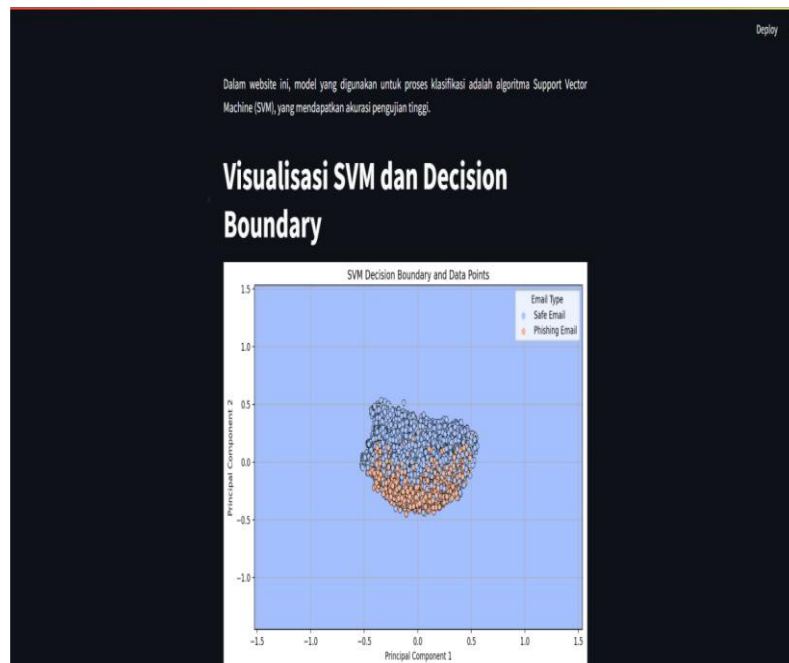 Deploy
Dalam website ini, model yang digunakan untuk proses klasifikasi adalah algoritma Support Vector
Machine (SVM), yang mendapatkan akurasi pengujian tinggi.
Visualisasi SVM dan Decision
Boundary
SVM Decision Boundary and Data Points
Email Type
Safe Email
Phishing Email
Principal Component 2
1.5
1.0
0.5
0.0
−0.5
−1.0
−1.5 −1.0 −0.5 0.0 0.5 1.0 1.5
Principal Component 1